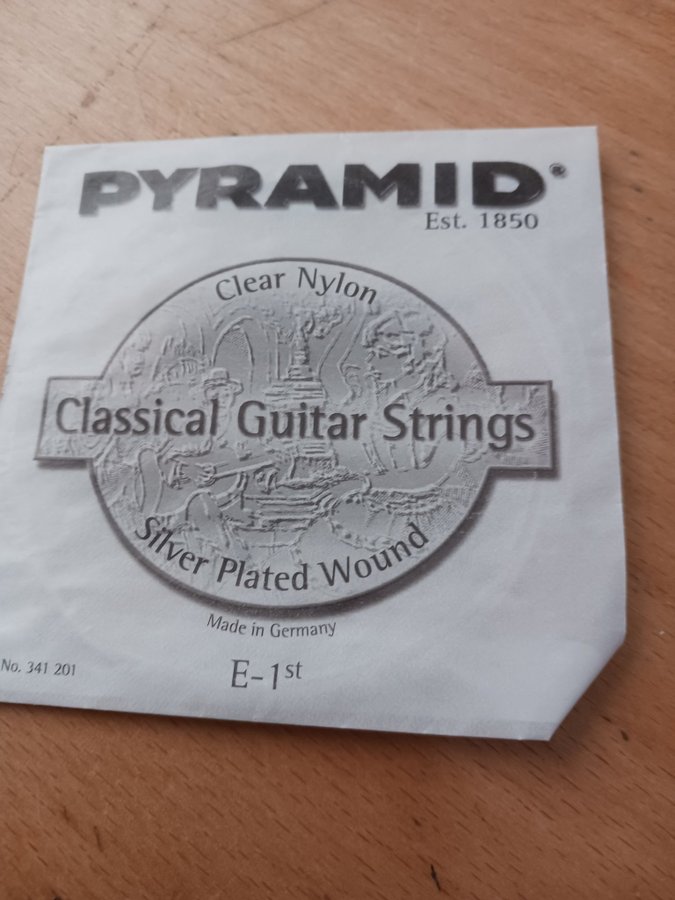 PYRAMID®
Est. 1850
Clear Nylon
Classical Guitar Strings
Silver Plated Wound
Made in Germany
No. 341 201
E-1st